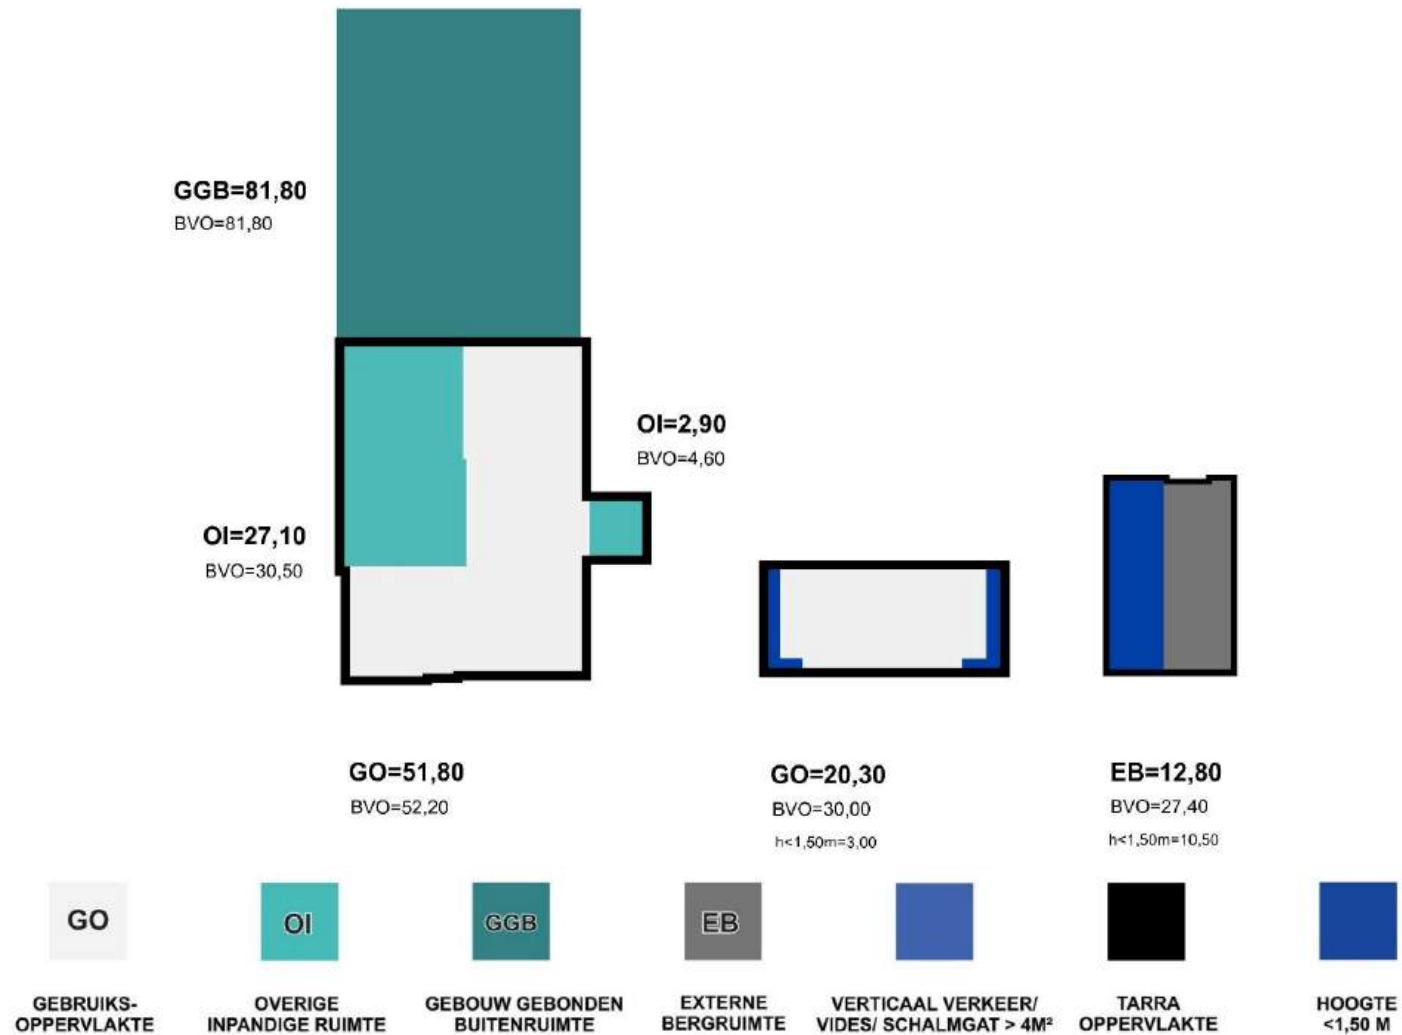 GGB=81,80
BVO=81,80
OI=2,90
BVO=4,60
OI=27,10
BVO=30,50
GO=51,80
BVO=52,20
GO=20,30
BVO=30,00
h<1,50m=3,00
EB=12,80
BVO=27,40
h<1,50m=10,50
GO
OI
GGB
EB
GEBRUIKS-
OPPERVLAKTE
OVERIGE
INPANDIGE RUIMTE
GEBOUW GEBONDEN
BUITENRUIMTE
EXTERNE
BERGRUIMTE
VERTICAAL VERKEER/
VIDES/ SCHALMGAT > 4M²
TARRA
OPPERVLAKTE
HOOGTE
<1,50 M